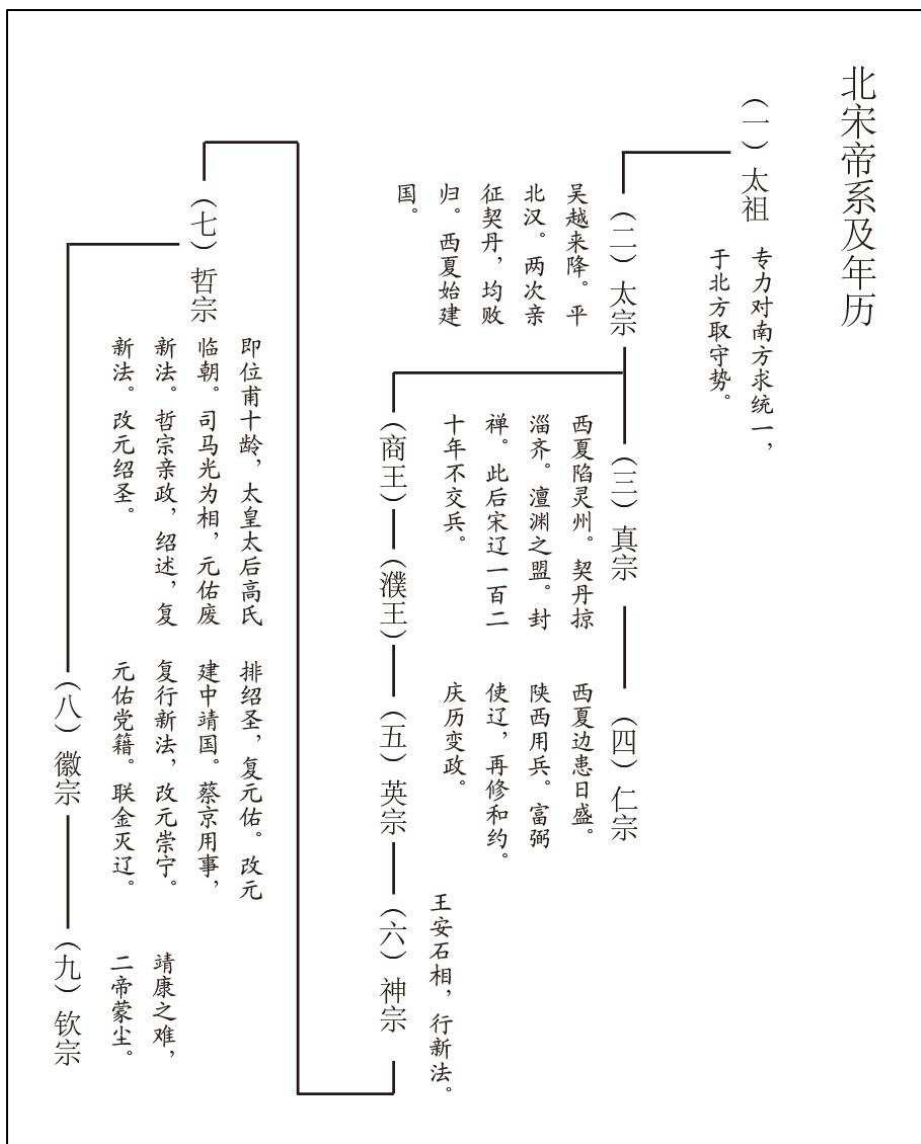 北宋帝系及年历
（一）太祖
专力对南方求统一，
于北方取守势。
（二）太宗
吴越来降。平
北汉。两次亲
征契丹，均败
归。西夏始建
国。
（三）真宗
西夏陷灵州。契丹掠
淄齐。澶渊之盟。封
禅。此后宋辽一百二
十年不交兵。
（四）仁宗
西夏边患日盛。
陕西用兵。富弼
使辽，再修和约。
庆历变政。
（商王）
（濮王）
（五）英宗
（六）神宗
王安石相，行新法。
（七）哲宗
即位甫十龄，太皇太后高氏
临朝。司马光为相，元佑废
新法。哲宗亲政，绍述，复
新法。改元绍圣。
（八）徽宗
排绍圣，复元佑。改元
建中靖国。蔡京用事，
复行新法，改元崇宁。
元佑党籍。联金灭辽。
（九）钦宗
靖康之难，
二帝蒙尘。